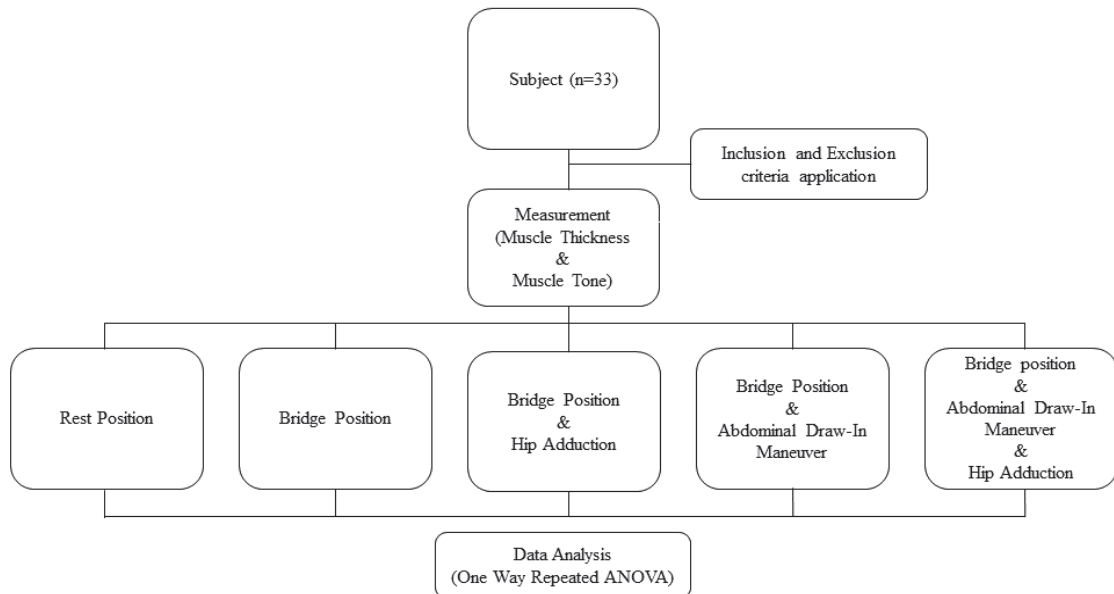 Subject (n=33)
Inclusion and Exclusion
criteria application
Measurement
(Muscle Thickness
&
Muscle Tone)
Rest Position
Bridge Position
Bridge Position
&
Hip Adduction
Bridge Position
&
Abdominal Draw-In
Maneuver
Bridge position
&
Abdominal Draw-In
Maneuver
&
Hip Adduction
Data Analysis
(One Way Repeated ANOVA)